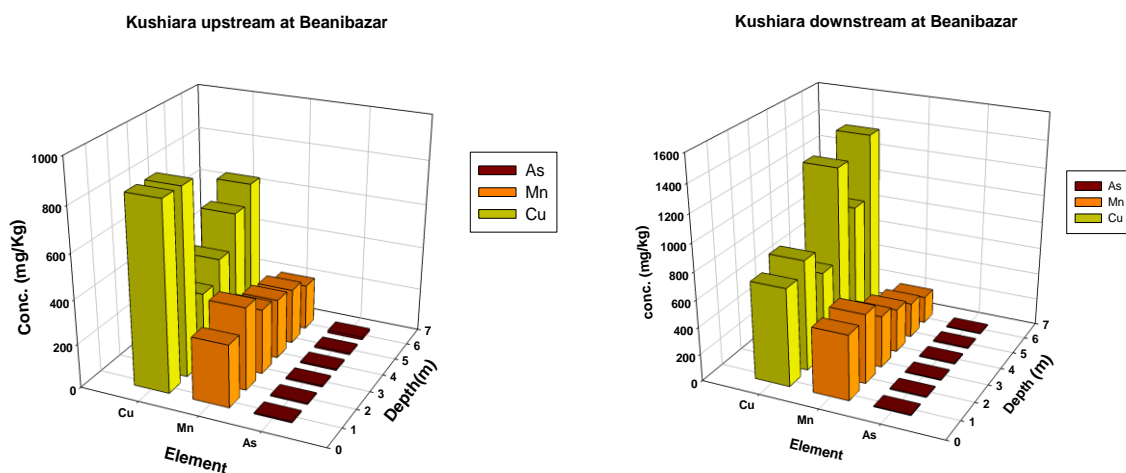 Kushiara upstream at Beanibazar
1000
800
600
400
200
0
Conc. (mg/Kg)
Cu
Mn
As
Element
0
1
2
3
4
5
6
7
Depth(m)
As
Mn
Cu
Kushiara downstream at Beanibazar
1600
1400
1200
1000
800
600
400
200
0
conc. (mg/Kg)
Cu
Mn
As
Element
0
1
2
3
4
5
6
7
Depth (m)
As
Mn
Cu